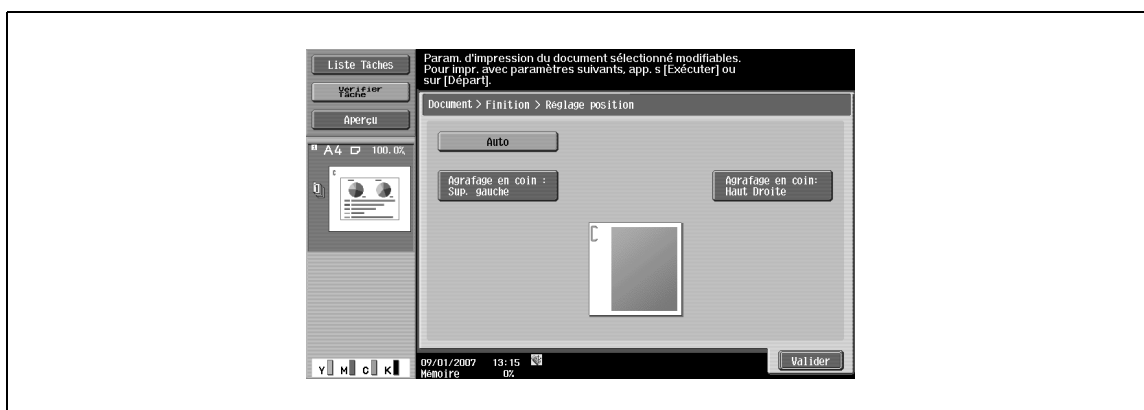 Liste Tâches
Vérifier
Tâche
Aperçu
A4 100.0%
Param. d'impression du document sélectionné modifiables.
Pour impr. avec paramètres suivants, app. s [Exécuter] ou
sur [Départ].
Document > Finition > Réglage position
Auto
Agrafage en coin :
Sup. gauche
Agrafage en coin:
Haut Droite
Y M C K
09/01/2007 13:15
Mémoire 0%
Valider